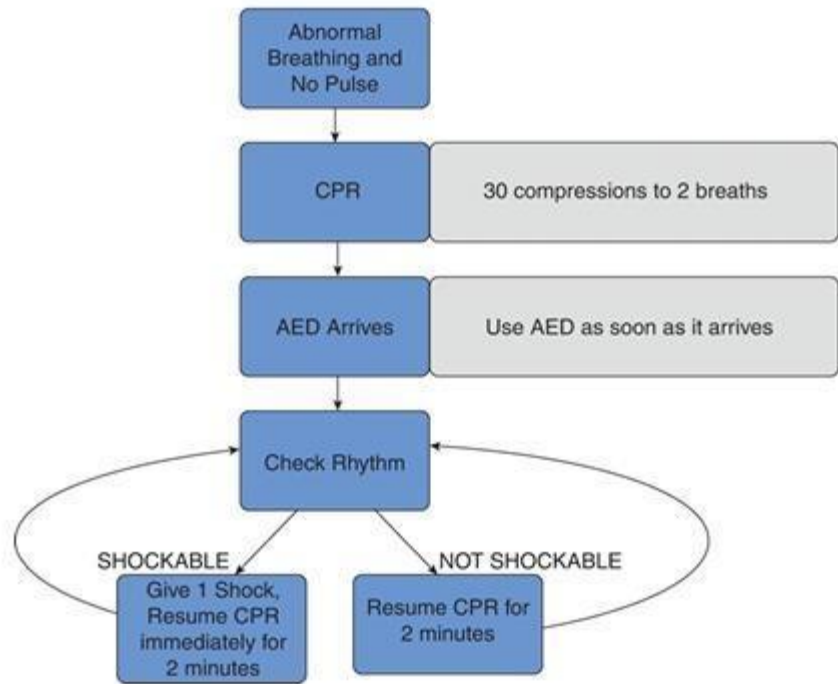 Abnormal
Breathing and
No Pulse
CPR
30 compressions to 2 breaths
AED Arrives
Use AED as soon as it arrives
Check Rhythm
SHOCKABLE
NOT SHOCKABLE
Give 1 Shock,
Resume CPR
immediately for
2 minutes
Resume CPR for
2 minutes